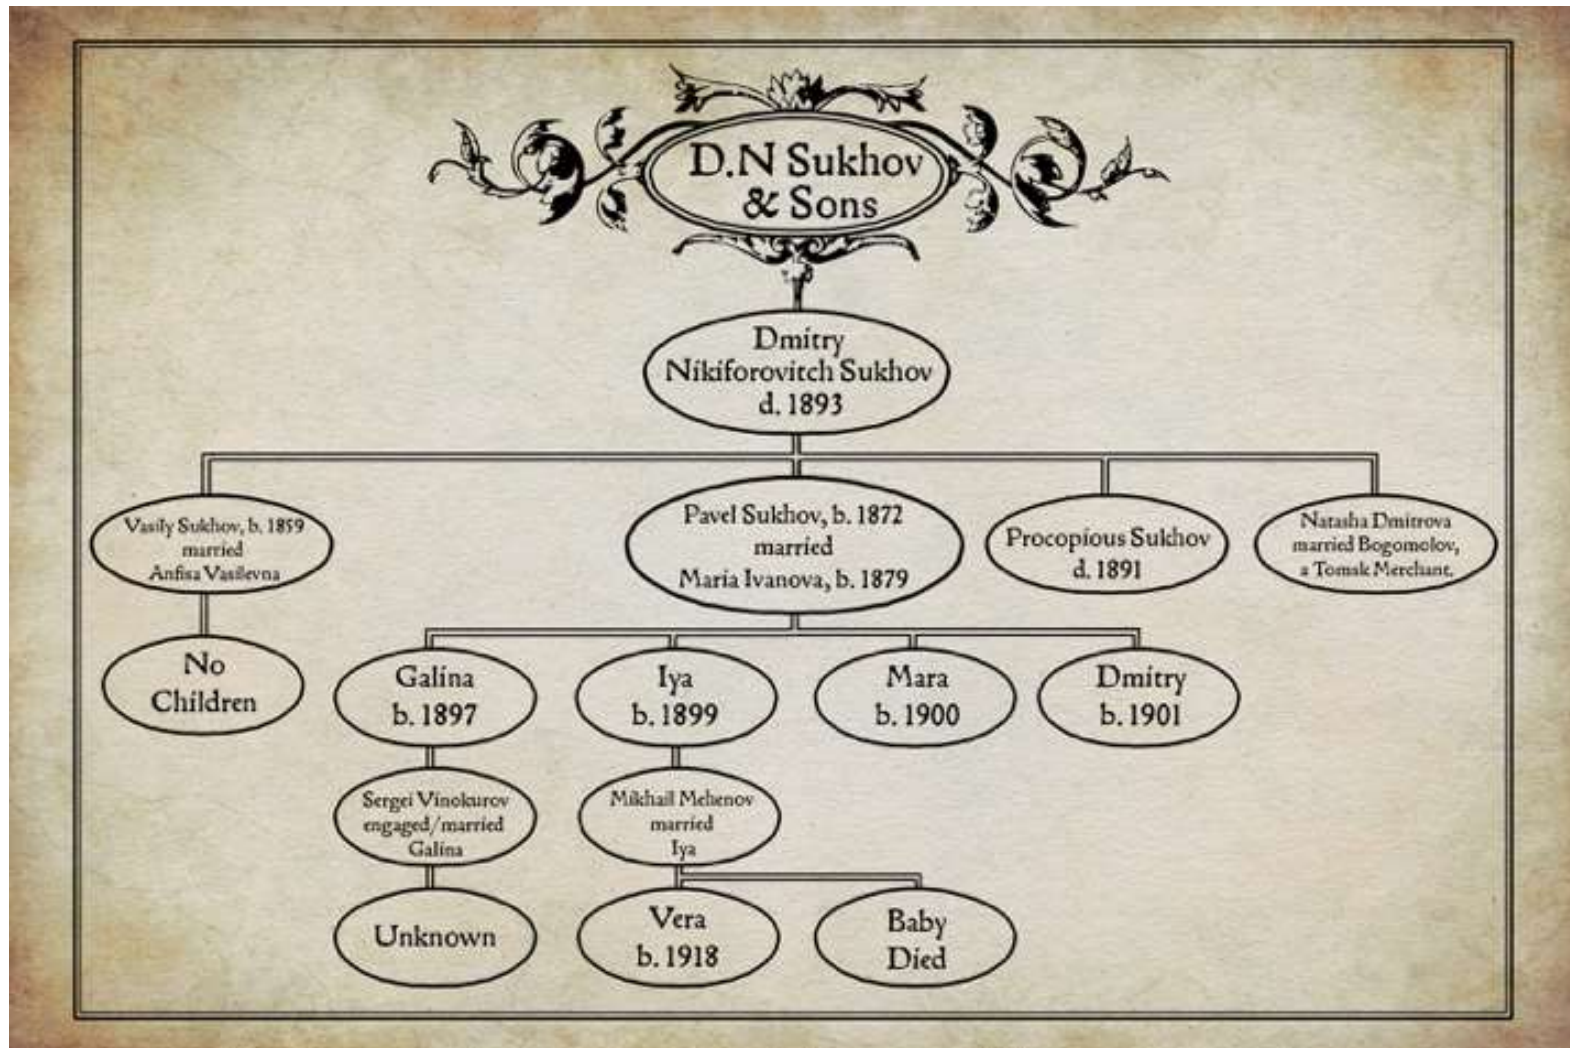 D.N Sukhov
& Sons
Dmitry
Nikiforovitch Sukhov
d. 1893
Vasily Sukhov, b. 1859
married
Anfisa Vasilevna
Pavel Sukhov, b. 1872
married
Maria Ivanova, b. 1879
Procopious Sukhov
d. 1891
Natasha Dmitrova
married Bogomolov,
a Tomsk Merchant.
No
Children
Galina
b. 1897
Iya
b. 1899
Mara
b. 1900
Dmitry
b. 1901
Sergei Vinokurov
engaged/married
Galina
Mikhail Mehenov
married
Iya
Unknown
Vera
b. 1918
Baby
Died